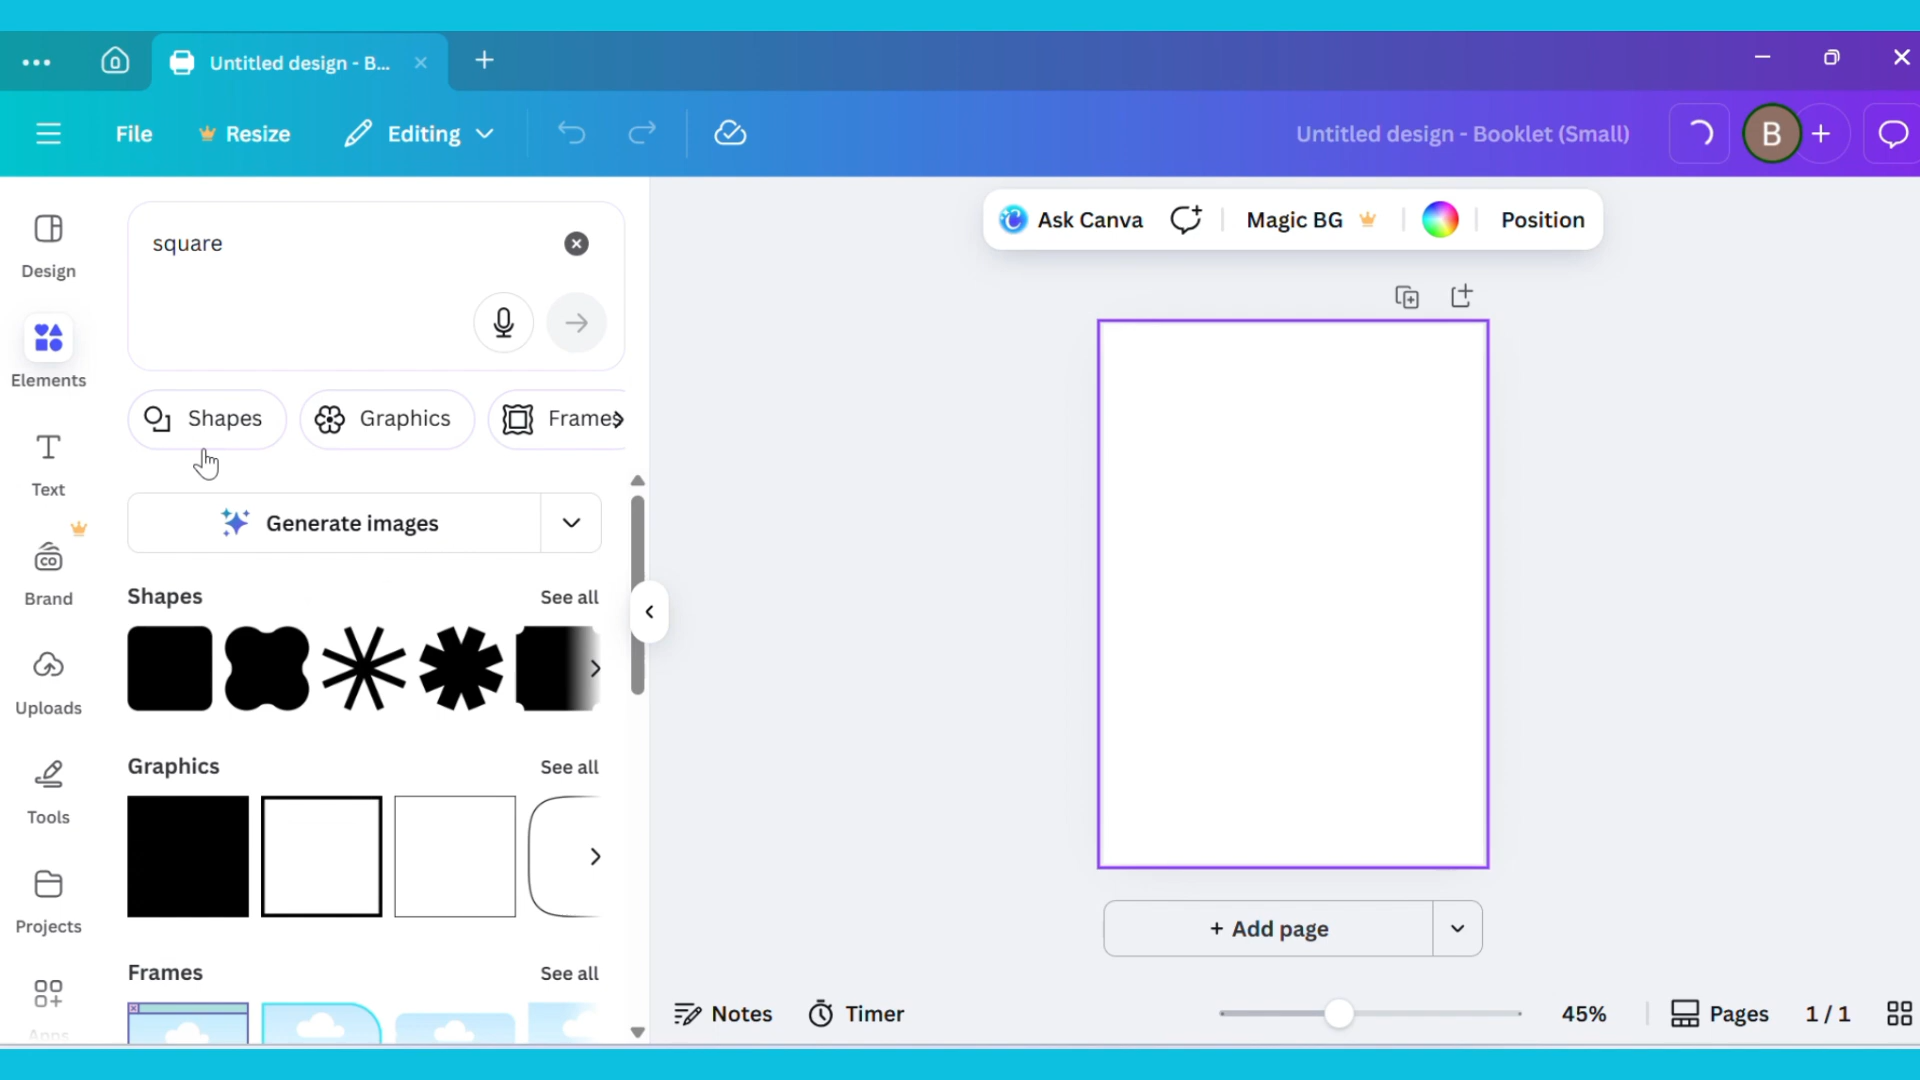 Untitled design - B...
File
Resize
Editing
Untitled design - Booklet (Small)
B
Design
Elements
Text
Brand
CO
Uploads
Tools
Projects
Apps
square
Shapes
Graphics
Frames
Generate images
Shapes
See all
Graphics
See all
Frames
See all
Ask Canva
Magic BG
Position
+ Add page
Notes
Timer
45%
Pages
1 / 1